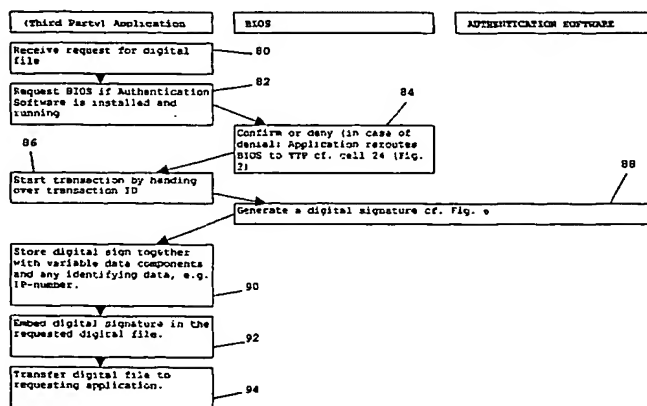 (Third Party) Application
BIOS
AUTHENTICATION SOFTWARE
Receive request for digital
file
80
82
Request BIOS if Authentication
Software is installed and
running
84
Confirm or deny (in case of
denial: Application reroutes
BIOS to TTP cf. cell 24 (Fig.
2)
86
Start transaction by handing
over transaction ID
88
Generate a digital signature cf. Fig.
Store digital sign together
with variable data components
and any identifying data, e.g.
IP-number.
90
Embed digital signature in the
requested digital file.
92
Transfer digital file to
requesting application.
94